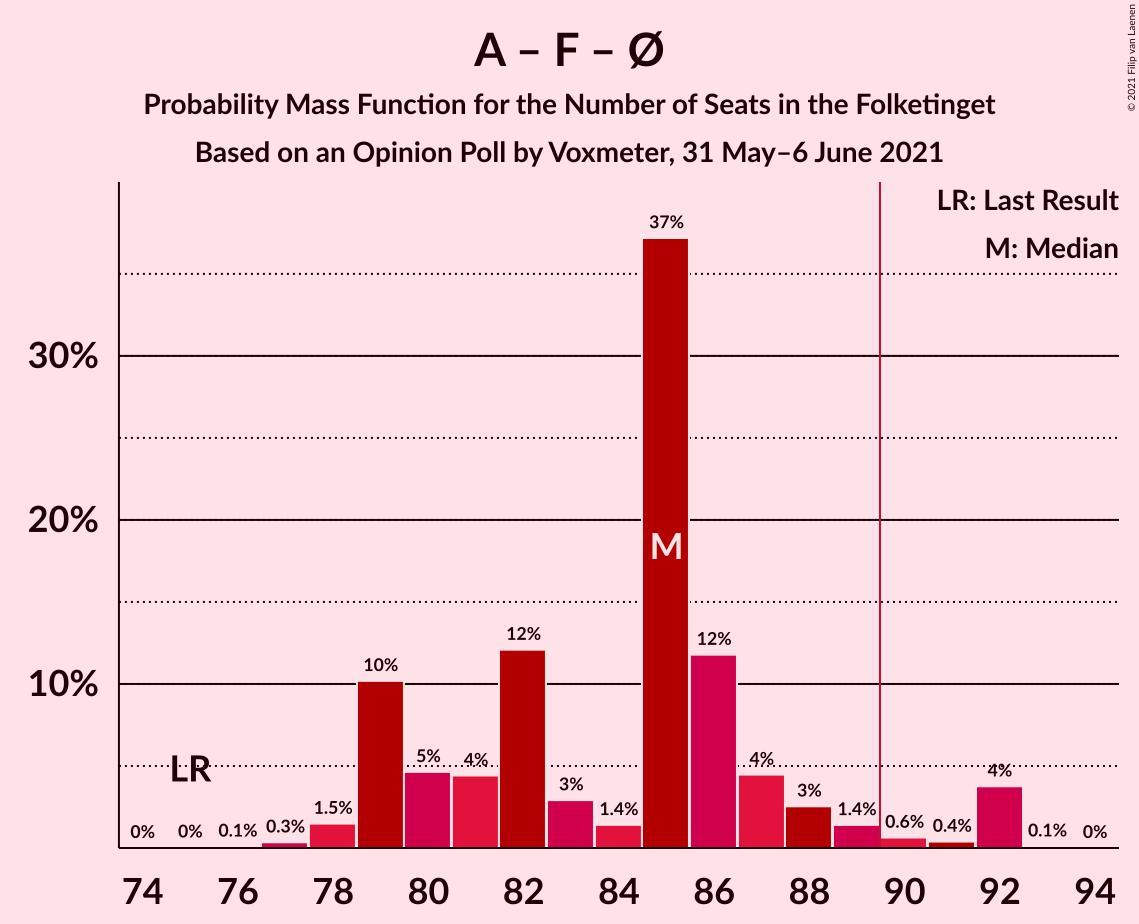 A – F – Ø
Probability Mass Function for the Number of Seats in the Folketinget
Based on an Opinion Poll by Voxmeter, 31 May–6 June 2021
© 2021 Filip van Laenen
LR: Last Result
M: Median
30%
20%
10%
LR
M
0%
0%
0.1%
0.3%
1.5%
10%
5%
4%
12%
3%
1.4%
37%
12%
4%
3%
1.4%
0.6%
0.4%
4%
0.1%
0%
74 76 78 80 82 84 86 88 90 92 94